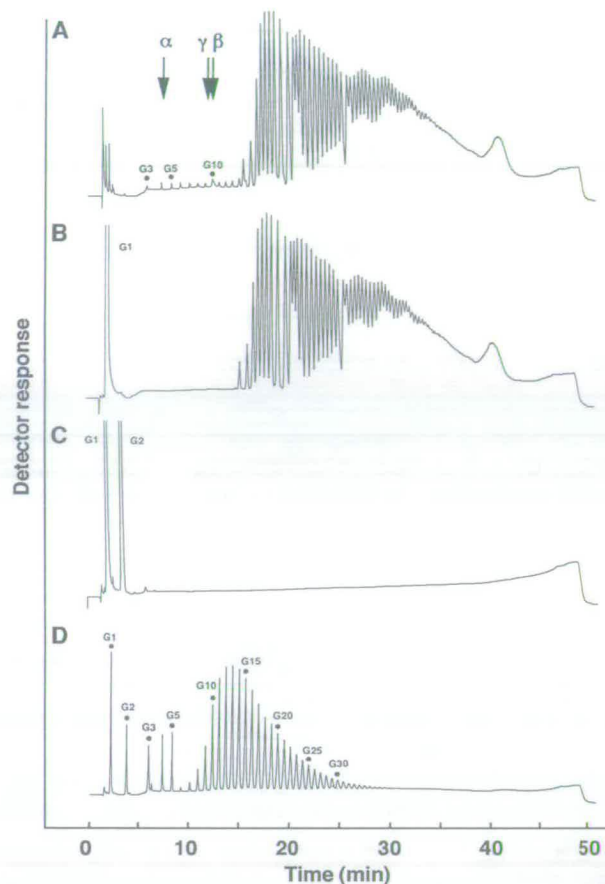 A
α γ β
G3 G5 G10
B
G1
C
G1 G2
D
G1
G2
G3
G5
G10
G15
G20
G25
G30
0 10 20 30 40 50
Time (min)
Detector response